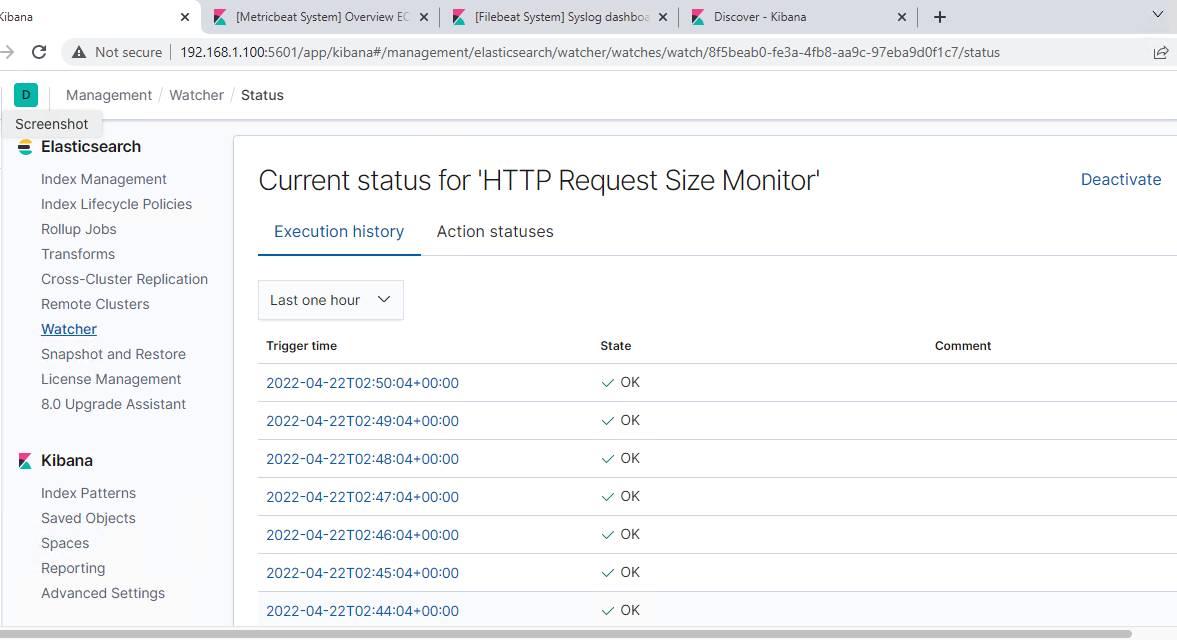 Kibana
[Metricbeat System] Overview EC
[Filebeat System] Syslog dashboa
Discover - Kibana
Not secure
192.168.1.100:5601/app/kibana#/management/elasticsearch/watcher/watches/watch/8f5beab0-fe3a-4fb8-aa9c-97eba9d0f1c7/status
D
Management / Watcher / Status
Screenshot
Elasticsearch
Index Management
Index Lifecycle Policies
Rollup Jobs
Transforms
Cross-Cluster Replication
Remote Clusters
Watcher
Snapshot and Restore
License Management
8.0 Upgrade Assistant
Kibana
Index Patterns
Saved Objects
Spaces
Reporting
Advanced Settings
Current status for 'HTTP Request Size Monitor'
Deactivate
Execution history
Action statuses
Last one hour
Trigger time State Comment
2022-04-22T02:50:04+00:00 OK
2022-04-22T02:49:04+00:00 OK
2022-04-22T02:48:04+00:00 OK
2022-04-22T02:47:04+00:00 OK
2022-04-22T02:46:04+00:00 OK
2022-04-22T02:45:04+00:00 OK
2022-04-22T02:44:04+00:00 OK